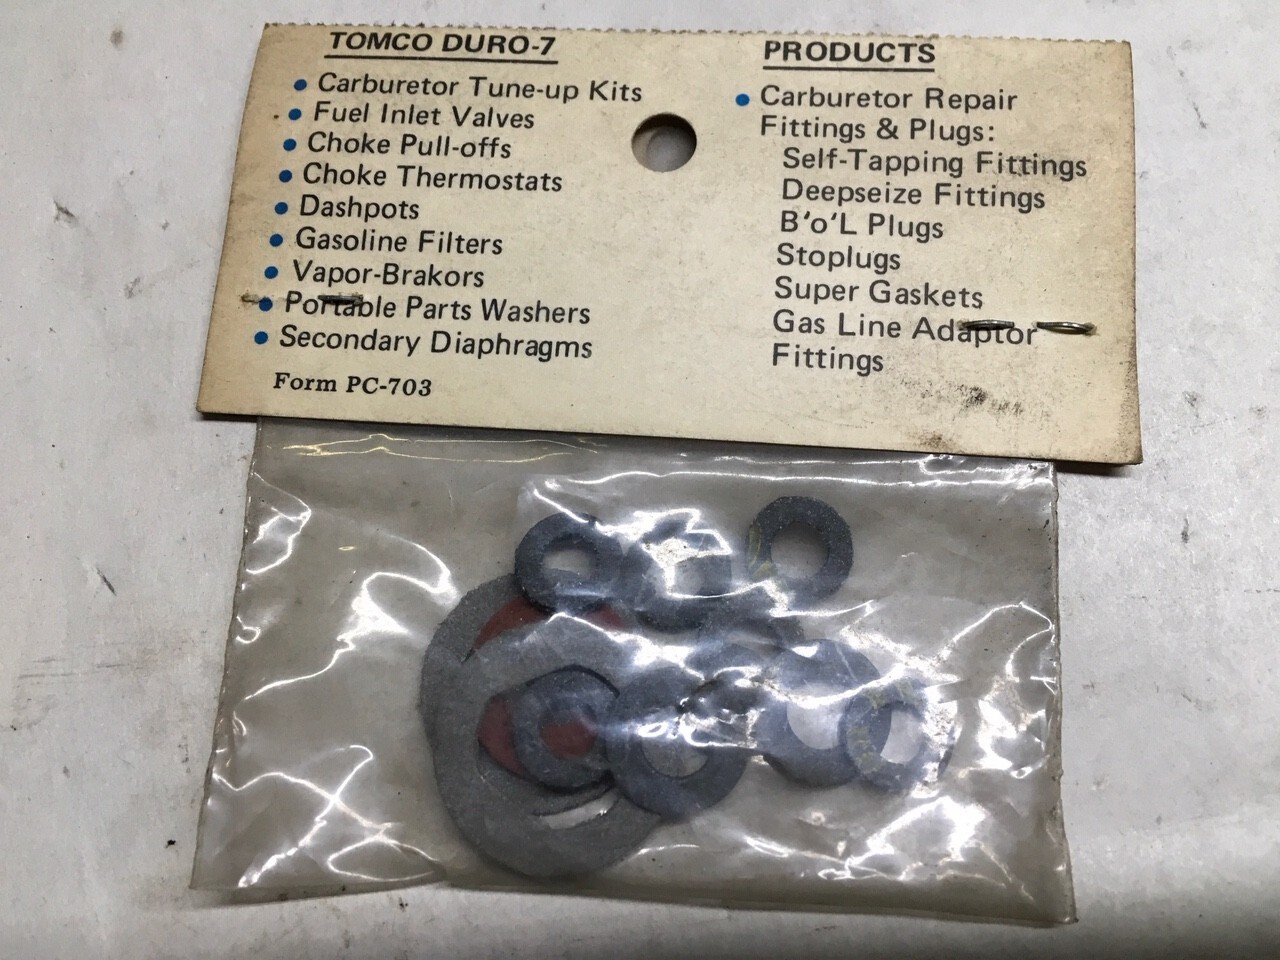 TOMCO DURO-7
• Carburetor Tune-up Kits
• Fuel Inlet Valves
• Choke Pull-offs
• Choke Thermostats
• Dashpots
• Gasoline Filters
• Vapor-Brakors
• Portable Parts Washers
• Secondary Diaphragms
Form PC-703
PRODUCTS
• Carburetor Repair
Fittings & Plugs:
Self-Tapping Fittings
Deepseize Fittings
B'o'L Plugs
Stoplugs
Super Gaskets
Gas Line Adaptor
Fittings